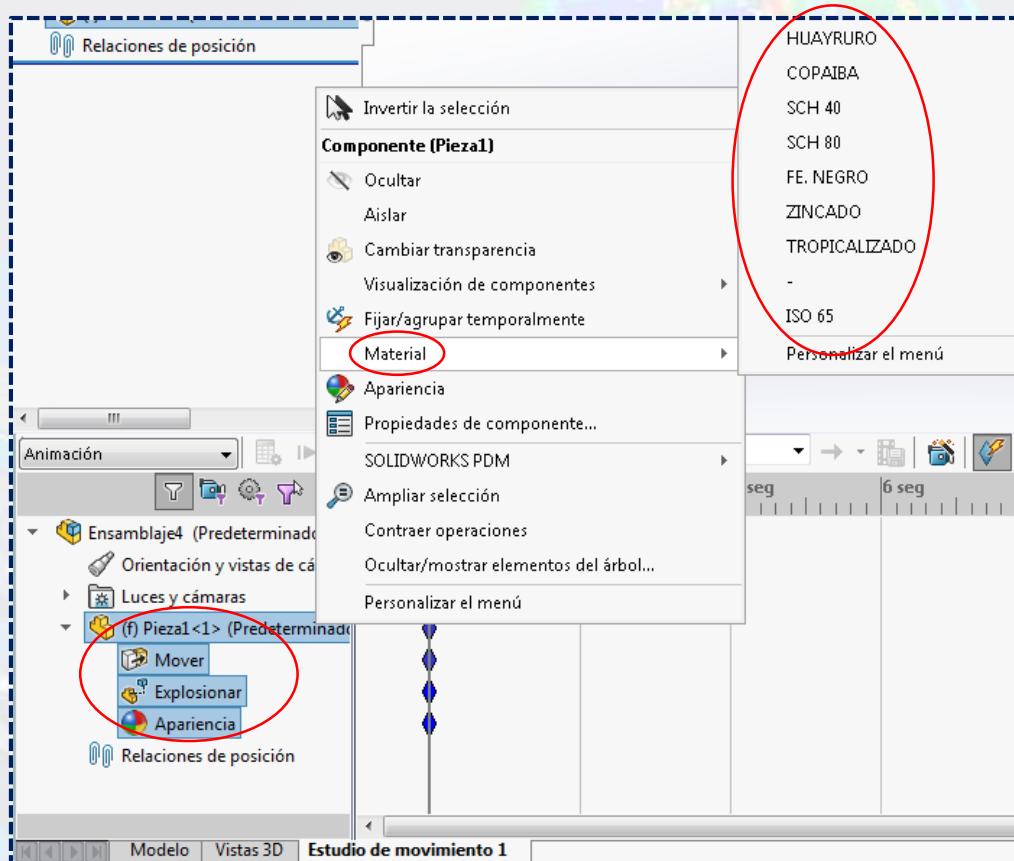 Relaciones de posición
Invertir la selección
Componente (Pieza1)
Ocultar
Aislar
Cambiar transparencia
Visualización de componentes
Fijar/agrupar temporalmente
Material
Apariencia
Propiedades de componente...
SOLIDWORKS PDM
Ampliar selección
Contraer operaciones
Ocultar/mostrar elementos del árbol...
Personalizar el menú
HUAYRURO
COPAIBA
SCH 40
SCH 80
FE. NEGRO
ZINCADO
TROPICALIZADO
-
ISO 65
Personalizar el menú
Animación
seg 6 seg
Ensamblaje4 (Predeterminado
Orientación y vistas de cá
Luces y cámaras
(f) Pieza1<1> (Predeterminado
Mover
Explosionar
Apariencia
Relaciones de posición
Modelo Vistas 3D Estudio de movimiento 1